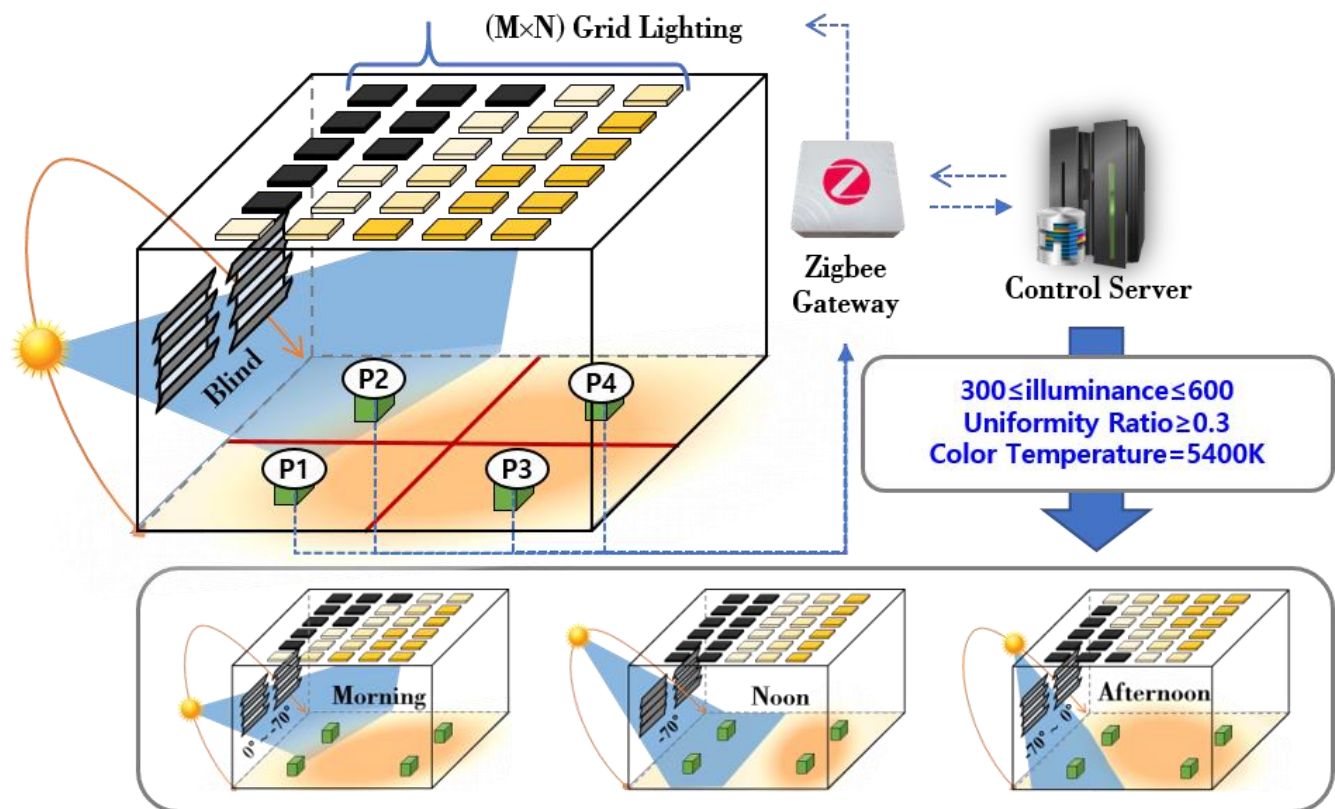 (M×N) Grid Lighting
Zigbee
Gateway
Control Server
Blind
P2
P4
P1
P3
300≤illuminance≤600
Uniformity Ratio≥0.3
Color Temperature=5400K
Morning
0° ~ -70°
Noon
-70°
Afternoon
-70° ~ 0°